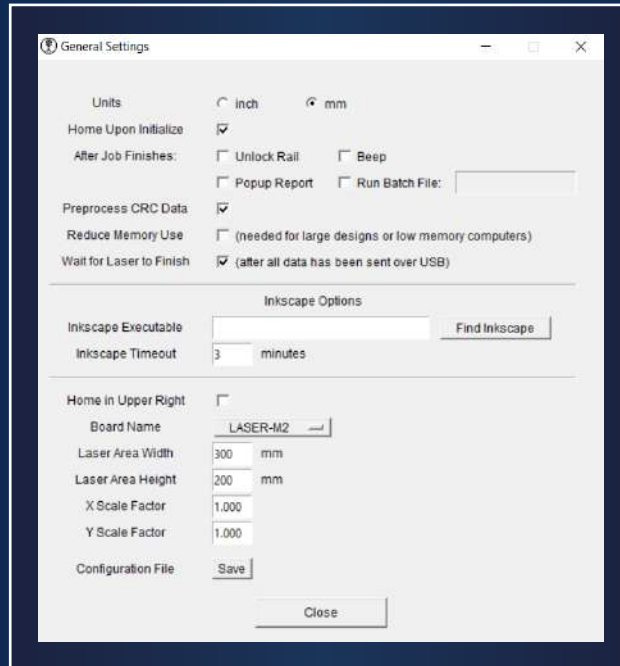 General Settings
Units inch mm
Home Upon Initialize
After Job Finishes: Unlock Rail Beep
Popup Report Run Batch File:
Preprocess CRC Data
Reduce Memory Use (needed for large designs or low memory computers)
Wait for Laser to Finish (after all data has been sent over USB)
Inkscape Options
Inkscape Executable Find Inkscape
Inkscape Timeout 3 minutes
Home in Upper Right
Board Name LASER-M2
Laser Area Width 300 mm
Laser Area Height 200 mm
X Scale Factor 1.000
Y Scale Factor 1.000
Configuration File Save
Close